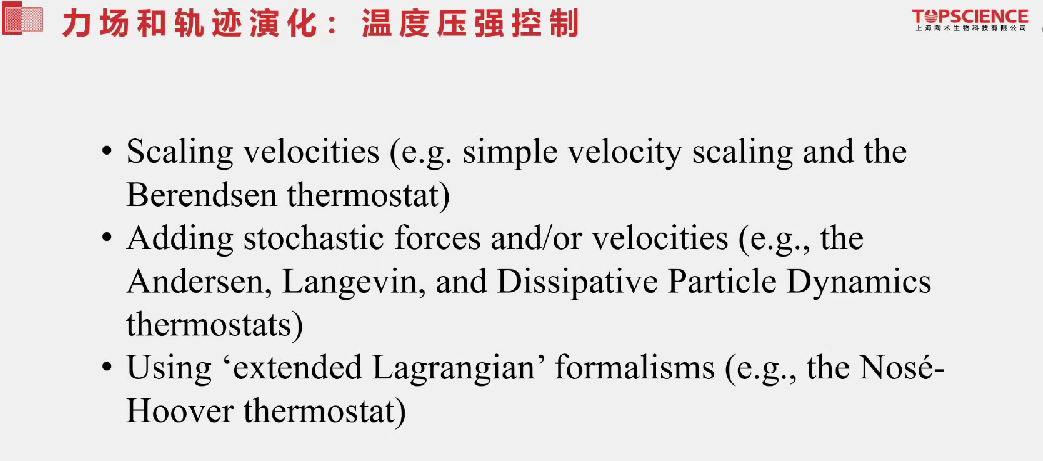 力场和轨迹演化：温度压强控制
TOPSCIENCE
上海陶术生物科技有限公司
• Scaling velocities (e.g. simple velocity scaling and the
Berendsen thermostat)
• Adding stochastic forces and/or velocities (e.g., the
Andersen, Langevin, and Dissipative Particle Dynamics
thermostats)
• Using ‘extended Lagrangian’ formalisms (e.g., the Nosé-
Hoover thermostat)